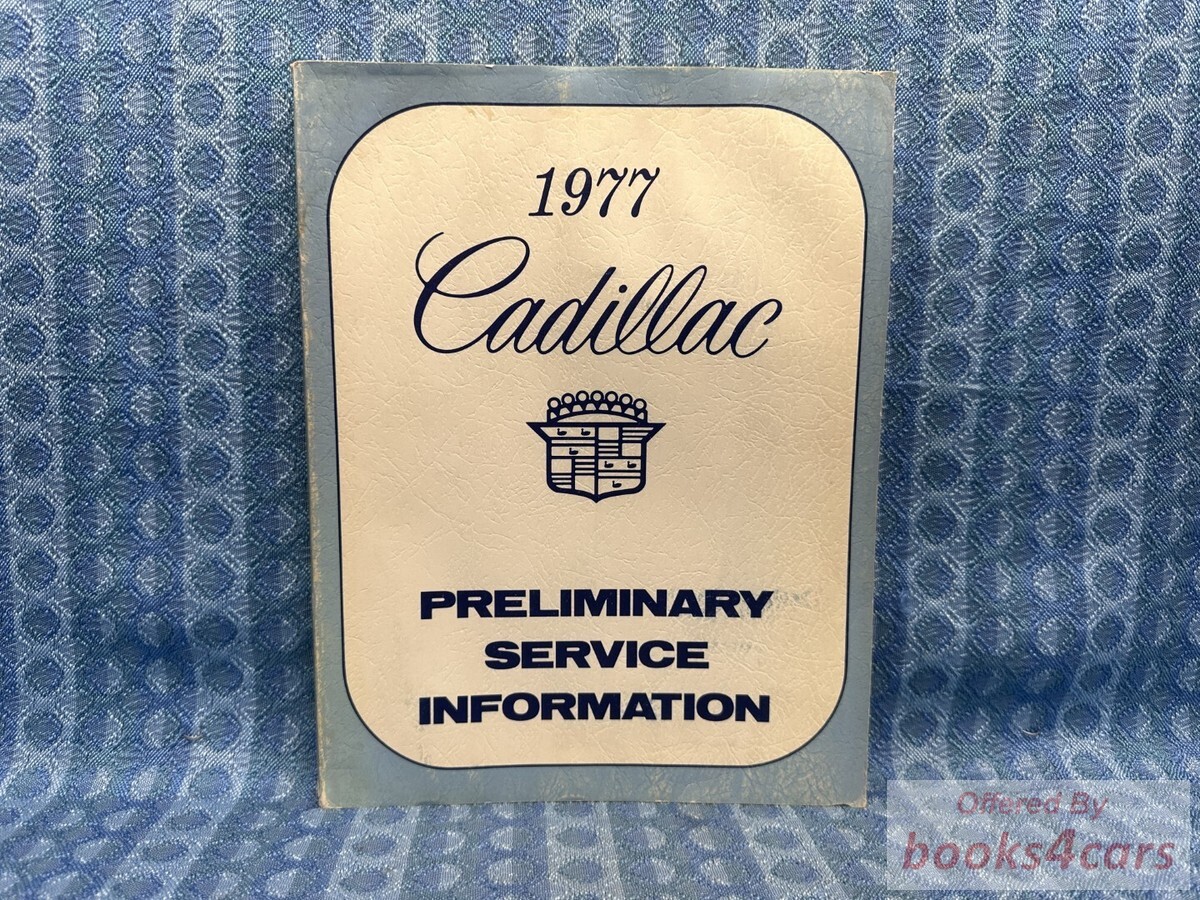 1977
Cadillac
PRELIMINARY
SERVICE
INFORMATION
Offered By
books4cars